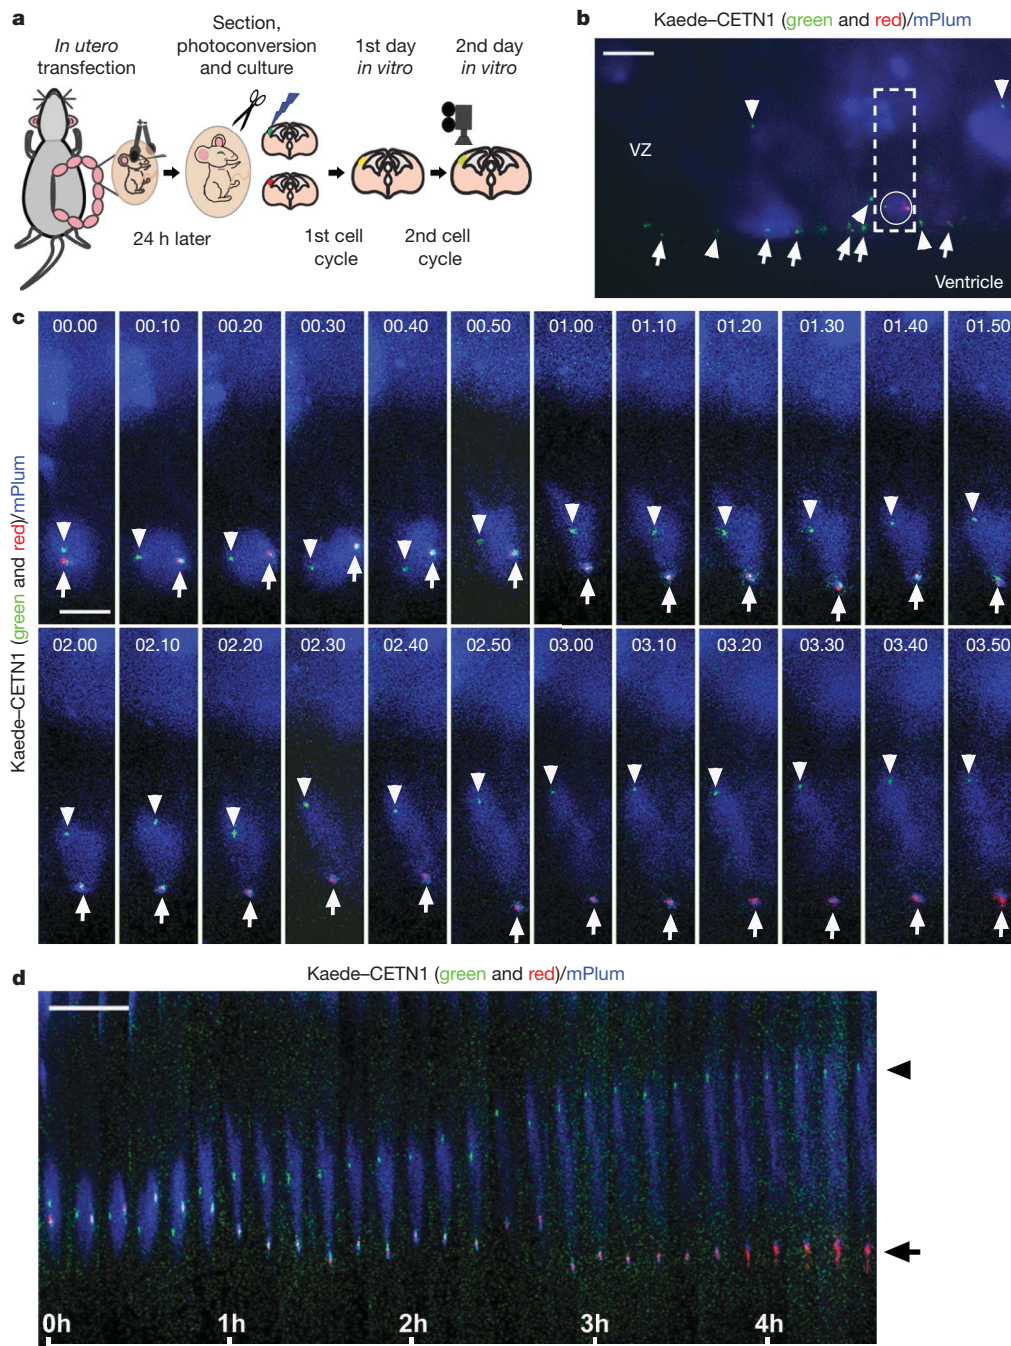 a
In utero
transfection
Section,
photoconversion
and culture
1st day
in vitro
2nd day
in vitro
24 h later
1st cell
cycle
2nd cell
cycle
b
Kaede–CETN1 (green and red)/mPlum
VZ
Ventricle
c
Kaede–CETN1 (green and red)/mPlum
00.00 00.10 00.20 00.30 00.40 00.50 01.00 01.10 01.20 01.30 01.40 01.50
02.00 02.10 02.20 02.30 02.40 02.50 03.00 03.10 03.20 03.30 03.40 03.50
d
Kaede–CETN1 (green and red)/mPlum
0h 1h 2h 3h 4h